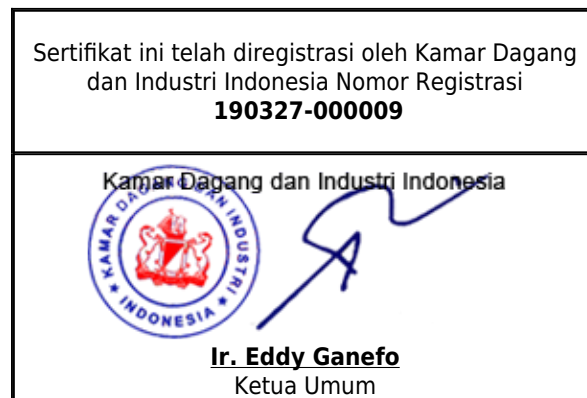 Sertifikat ini telah diregistrasi oleh Kamar Dagang
dan Industri Indonesia Nomor Registrasi
190327-000009
Kamar Dagang dan Industri Indonesia
KAMAR DAGANG DAN INDUSTRI
INDONESIA
Ir. Eddy Ganefo
Ketua Umum